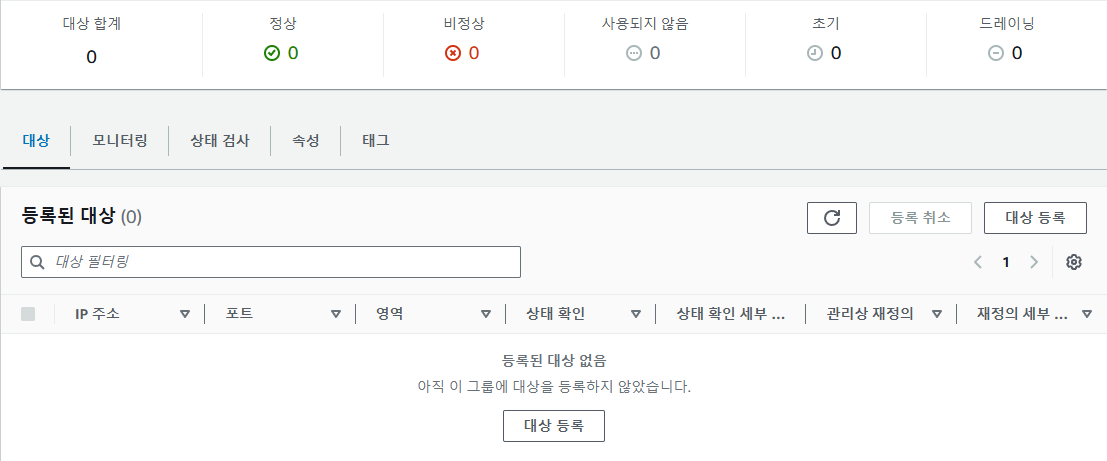 대상 합계
정상
비정상
사용되지 않음
초기
드레이닝
0
0
0
0
0
0
대상
모니터링
상태 검사
속성
태그
등록된 대상 (0)
등록 취소
대상 등록
대상 필터링
1
IP 주소
포트
영역
상태 확인
상태 확인 세부 ...
관리상 재정의
재정의 세부 ...
등록된 대상 없음
아직 이 그룹에 대상을 등록하지 않았습니다.
대상 등록